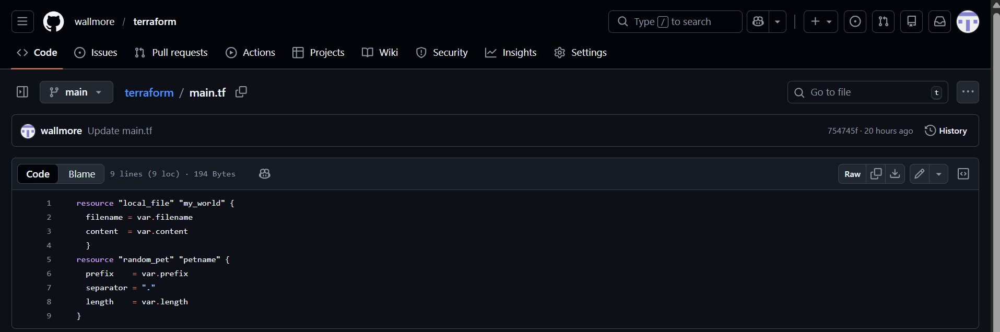 wallmore / terraform
Type / to search
Code Issues Pull requests Actions Projects Wiki Security Insights Settings
main terraform / main.tf
Go to file t
wallmore Update main.tf 754745f · 20 hours ago History
Code Blame 9 lines (9 loc) · 194 Bytes Raw
1 resource "local_file" "my_world" {
2   filename = var.filename
3   content  = var.content
4   }
5 resource "random_pet" "petname" {
6   prefix    = var.prefix
7   separator = "."
8   length    = var.length
9 }